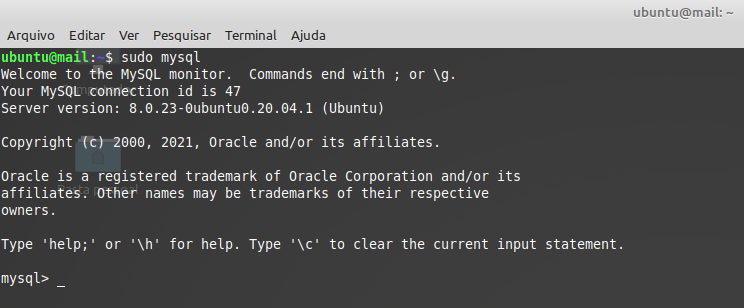 ubuntu@mail: ~
Arquivo Editar Ver Pesquisar Terminal Ajuda
ubuntu@mail:~$ sudo mysql
Welcome to the MySQL monitor.  Commands end with ; or \g.
Your MySQL connection id is 47
Server version: 8.0.23-0ubuntu0.20.04.1 (Ubuntu)
Copyright (c) 2000, 2021, Oracle and/or its affiliates.
Oracle is a registered trademark of Oracle Corporation and/or its
affiliates. Other names may be trademarks of their respective
owners.
Type 'help;' or '\h' for help. Type '\c' to clear the current input statement.
mysql> _